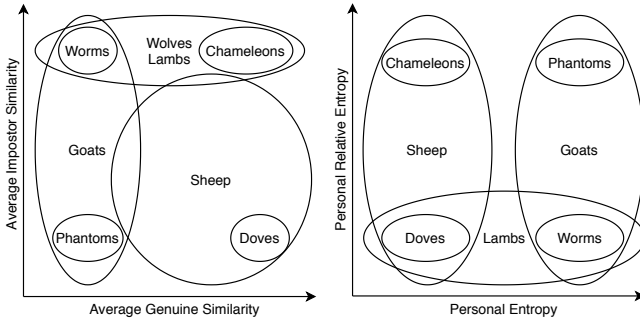 Average Impostor Similarity
Worms
Wolves
Lambs
Chameleons
Goats
Sheep
Phantoms
Doves
Average Genuine Similarity
Personal Relative Entropy
Chameleons
Phantoms
Sheep
Goats
Doves
Lambs
Worms
Personal Entropy